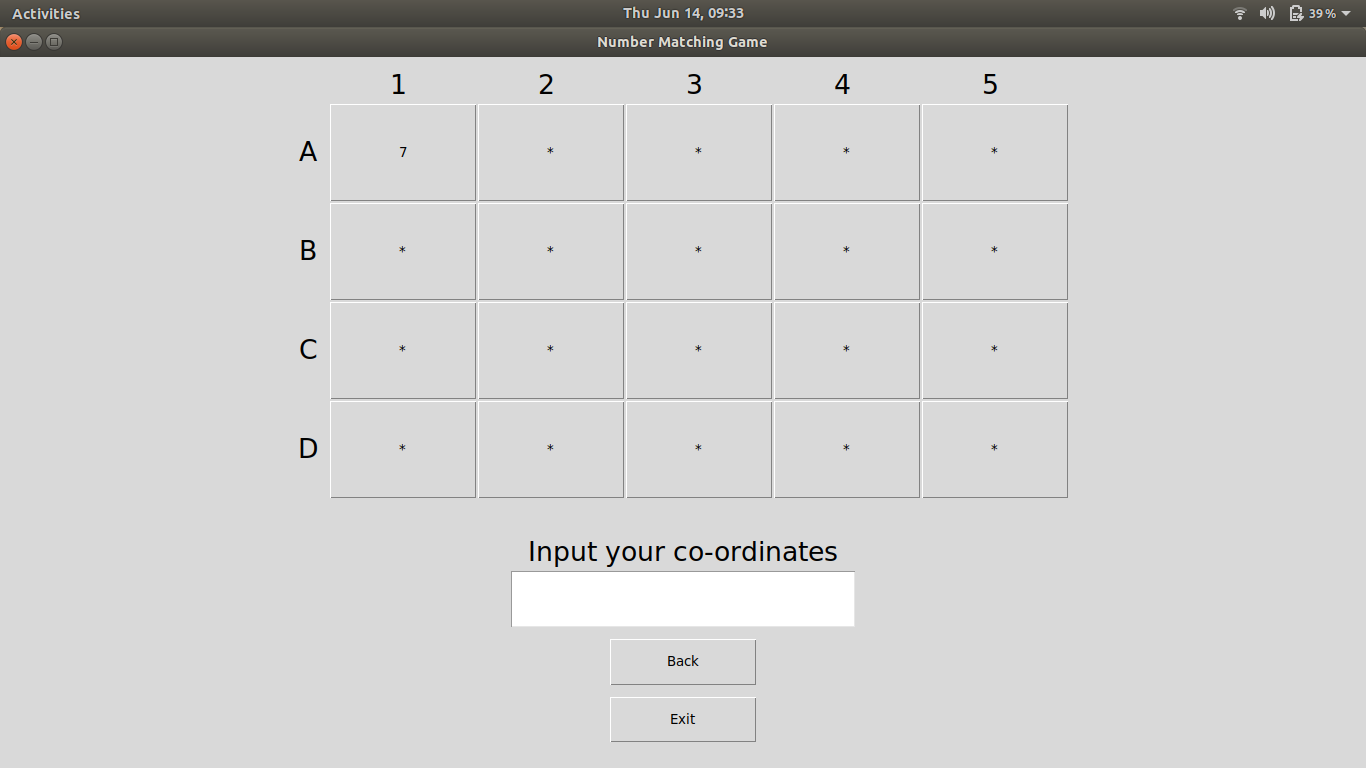 Activities Thu Jun 14, 09:33 39 %
Number Matching Game
1 2 3 4 5
A 7 * * * *
B * * * * *
C * * * * *
D * * * * *
Input your co-ordinates
Back
Exit